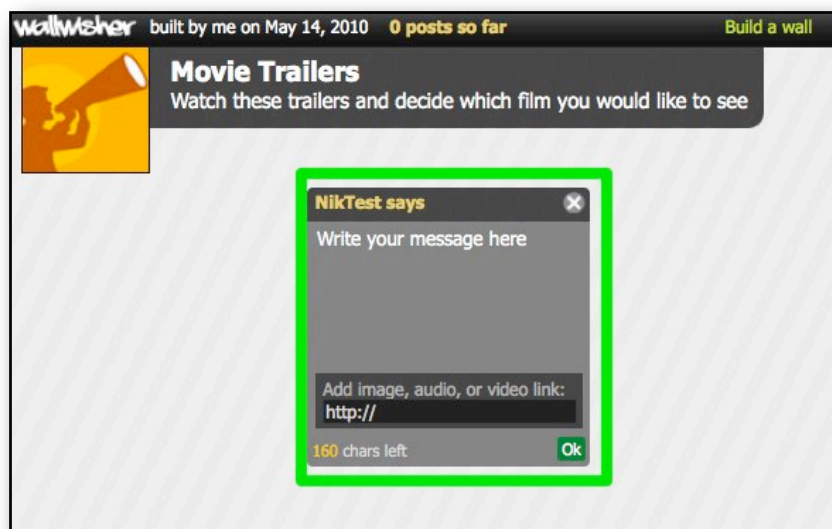 wallwisher built by me on May 14, 2010 0 posts so far Build a wall
Movie Trailers
Watch these trailers and decide which film you would like to see
NikTest says
Write your message here
Add image, audio, or video link:
http://
160 chars left Ok